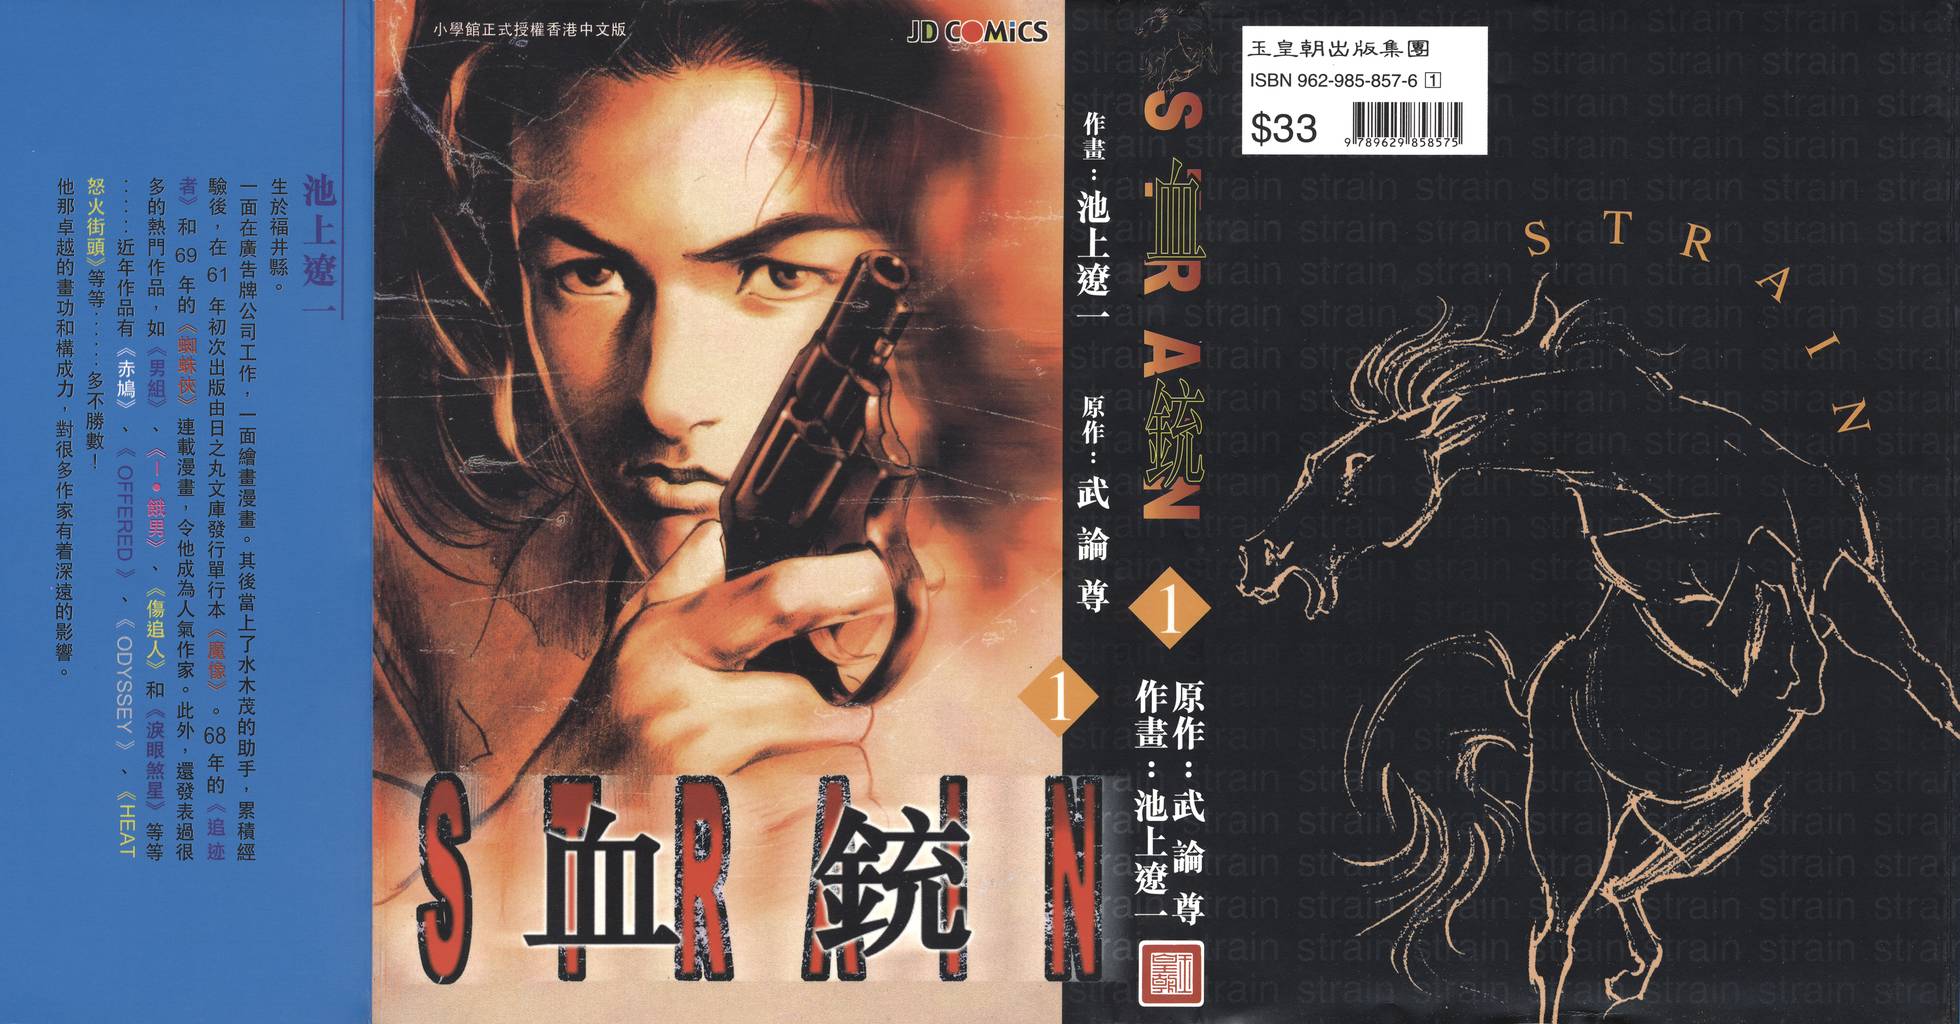 池上遼一
生於福井縣。
一面在廣告牌公司工作，一面繪畫漫畫。其後當上了水木茂的助手，累積經
驗後，在 61 年初次出版由日之丸文庫發行單行本《魔像》。68 年的《追迹
者》和 69 年的《蜘蛛俠》連載漫畫，令他成為人氣作家。此外，還發表過很
多的熱門作品，如《男組》、《I•餓男》、《傷追人》和《淚眼煞星》等等
……近年作品有《赤鳩》、《OFFERED》、《ODYSSEY》、《HEAT
怒火街頭》等等……多不勝數！
他那卓越的畫功和構成力，對很多作家有着深遠的影響。
小學館正式授權香港中文版
JD COMiCS
1
STRAIN
血銃
作畫：池上遼一
原作：武論尊
STRAIN
血銃
1
原作：武論尊
作畫：池上遼一
玉皇朝
玉皇朝出版集團
ISBN 962-985-857-6 1
$33
9 789629 858575
STRAIN
strain strain strain strain strain strain strain